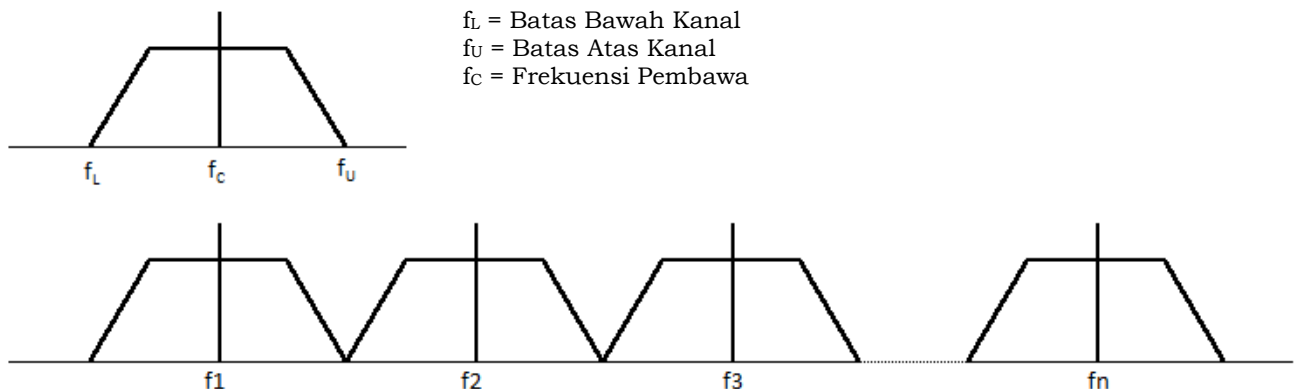 fL = Batas Bawah Kanal
fU = Batas Atas Kanal
fC = Frekuensi Pembawa
fL fC fU
f1 f2 f3 fn